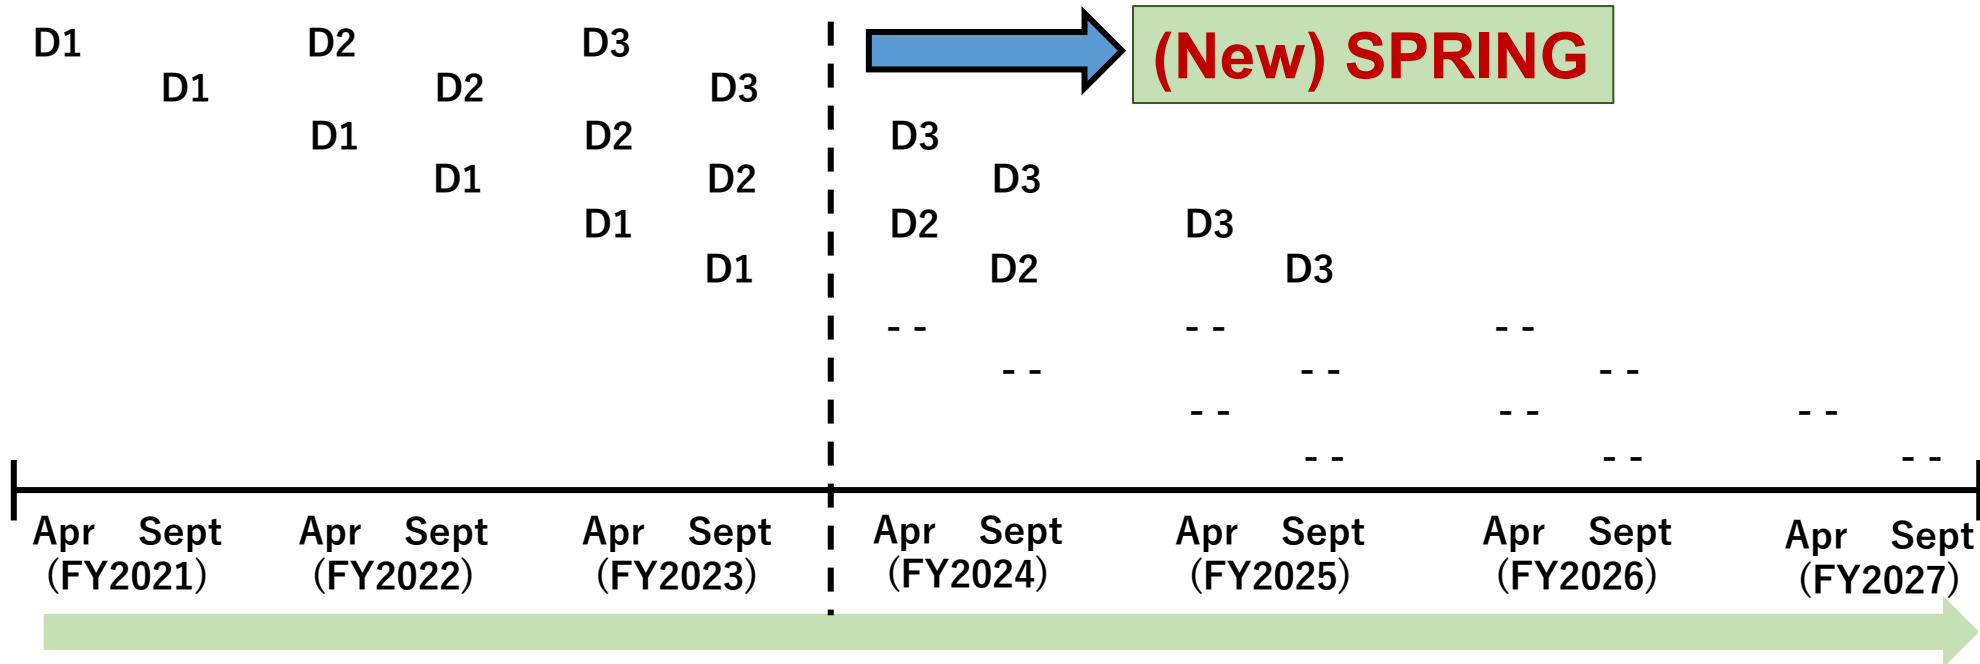 D1 D2 D3 (New) SPRING
D1 D2 D3
D1 D2 D3
D1 D2 D3
D1 D2 D3
D1 D2 D3
- - - - - -
- - - - - -
- - - - - -
- - - - - -
Apr Sept Apr Sept Apr Sept Apr Sept Apr Sept Apr Sept Apr Sept
(FY2021) (FY2022) (FY2023) (FY2024) (FY2025) (FY2026) (FY2027)